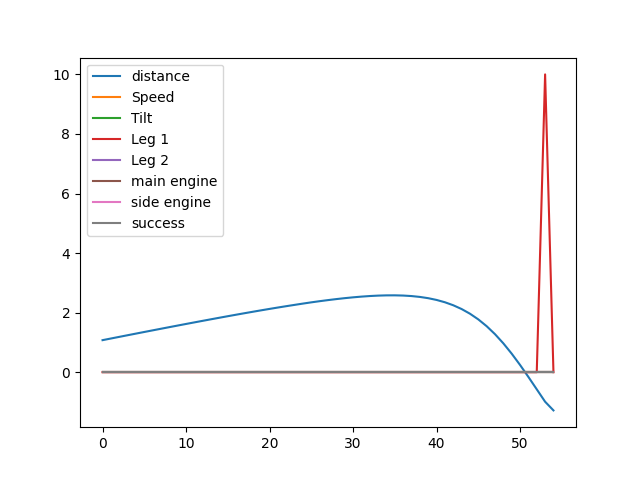 10
8
6
4
2
0
distance
Speed
Tilt
Leg 1
Leg 2
main engine
side engine
success
0 10 20 30 40 50